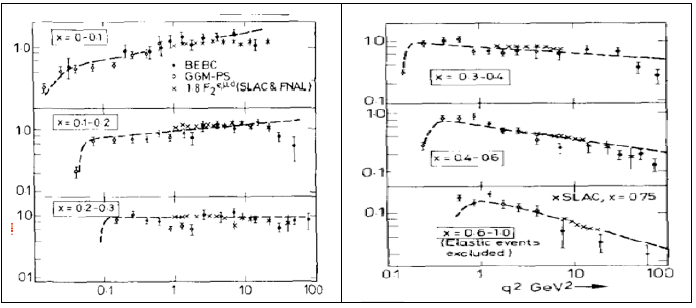 1.0
x = 0-0.1
• BEBC
○ GGM-PS
× 1.8 F2 e,μ,D (SLAC & FNAL)
x = 0.1-0.2
1.0
0.1
x = 0.2-0.3
1.0
0.1
0.1 1 10 100
1.0
x = 0.3-0.4
0.1
1.0
x = 0.4-0.6
0.1
×SLAC, x = 0.75
0.1
x = 0.6-1.0
(Elastic events
excluded)
0.1 1 10 100
q2 GeV2 →